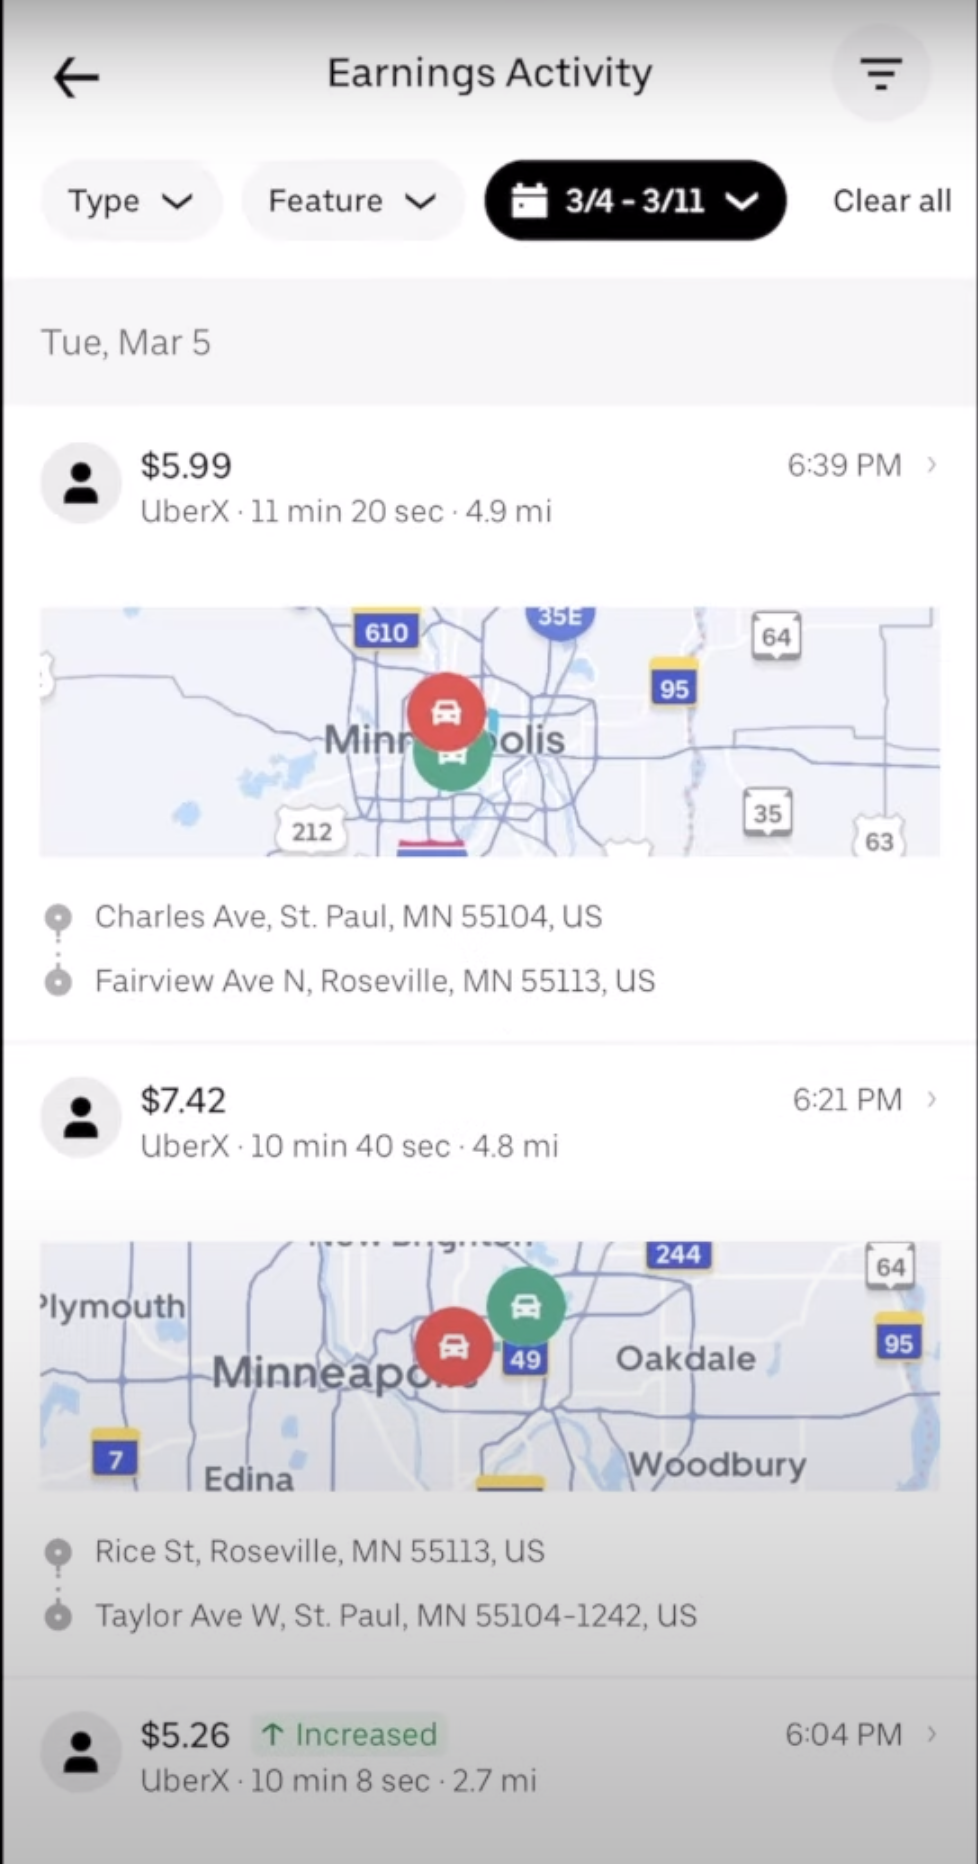 Earnings Activity
Type
Feature
3/4 - 3/11
Clear all
Tue, Mar 5
$5.99
6:39 PM
UberX · 11 min 20 sec · 4.9 mi
610
35E
64
95
Minn
olis
212
35
63
Charles Ave, St. Paul, MN 55104, US
Fairview Ave N, Roseville, MN 55113, US
$7.42
6:21 PM
UberX · 10 min 40 sec · 4.8 mi
244
64
Plymouth
95
49
Oakdale
Minneapo
7
Edina
Woodbury
Rice St, Roseville, MN 55113, US
Taylor Ave W, St. Paul, MN 55104-1242, US
$5.26
↑ Increased
6:04 PM
UberX · 10 min 8 sec · 2.7 mi